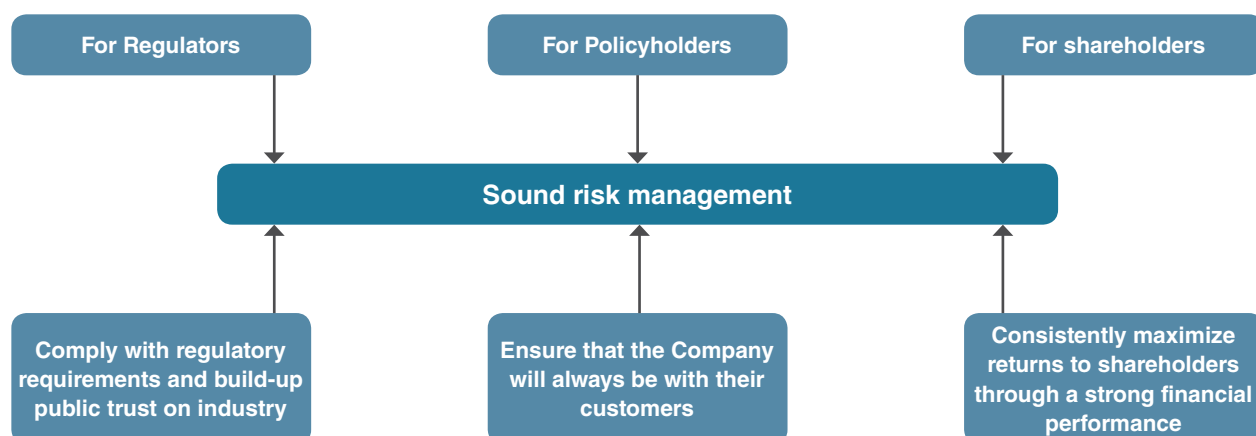 For Regulators
For Policyholders
For shareholders
Sound risk management
Comply with regulatory
requirements and build-up
public trust on industry
Ensure that the Company
will always be with their
customers
Consistently maximize
returns to shareholders
through a strong financial
performance